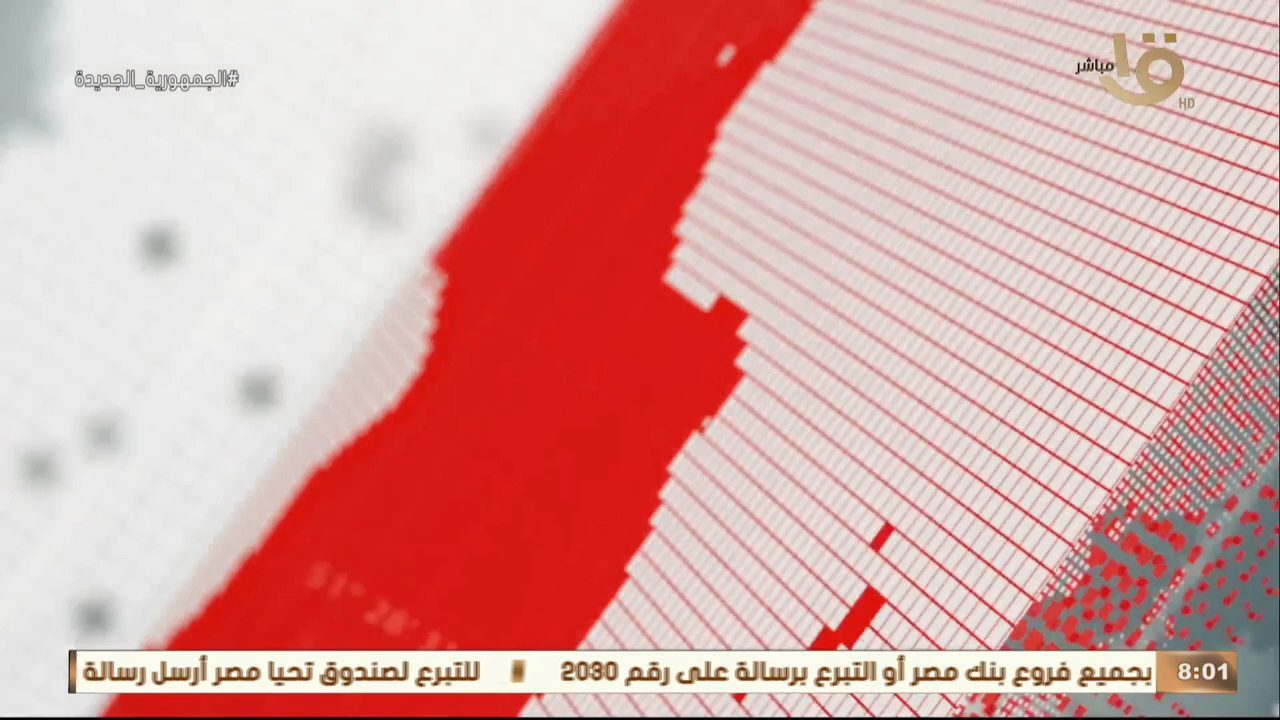 #الجمهورية_الجديدة
مباشر
HD
8:01
بجميع فروع بنك مصر أو التبرع برسالة على رقم 2030
للتبرع لصندوق تحيا مصر أرسل رسالة